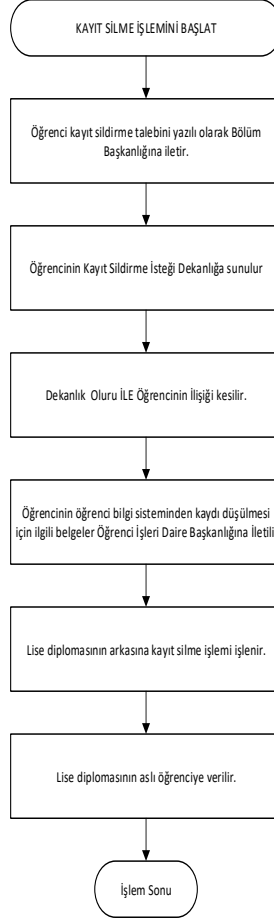 KAYIT SİLME İŞLEMİNİ BAŞLAT
Öğrenci kayıt sildirme talebini yazılı olarak Bölüm
Başkanlığına iletir.
Öğrencinin Kayıt Sildirme İsteği Dekanlığa sunulur
Dekanlık Oluru İLE Öğrencinin İlişiği kesilir.
Öğrencinin öğrenci bilgi sisteminden kaydı düşülmesi
için ilgili belgeler Öğrenci İşleri Daire Başkanlığına İletili
Lise diplomasının arkasına kayıt silme işlemi işlenir.
Lise diplomasının aslı öğrenciye verilir.
İşlem Sonu